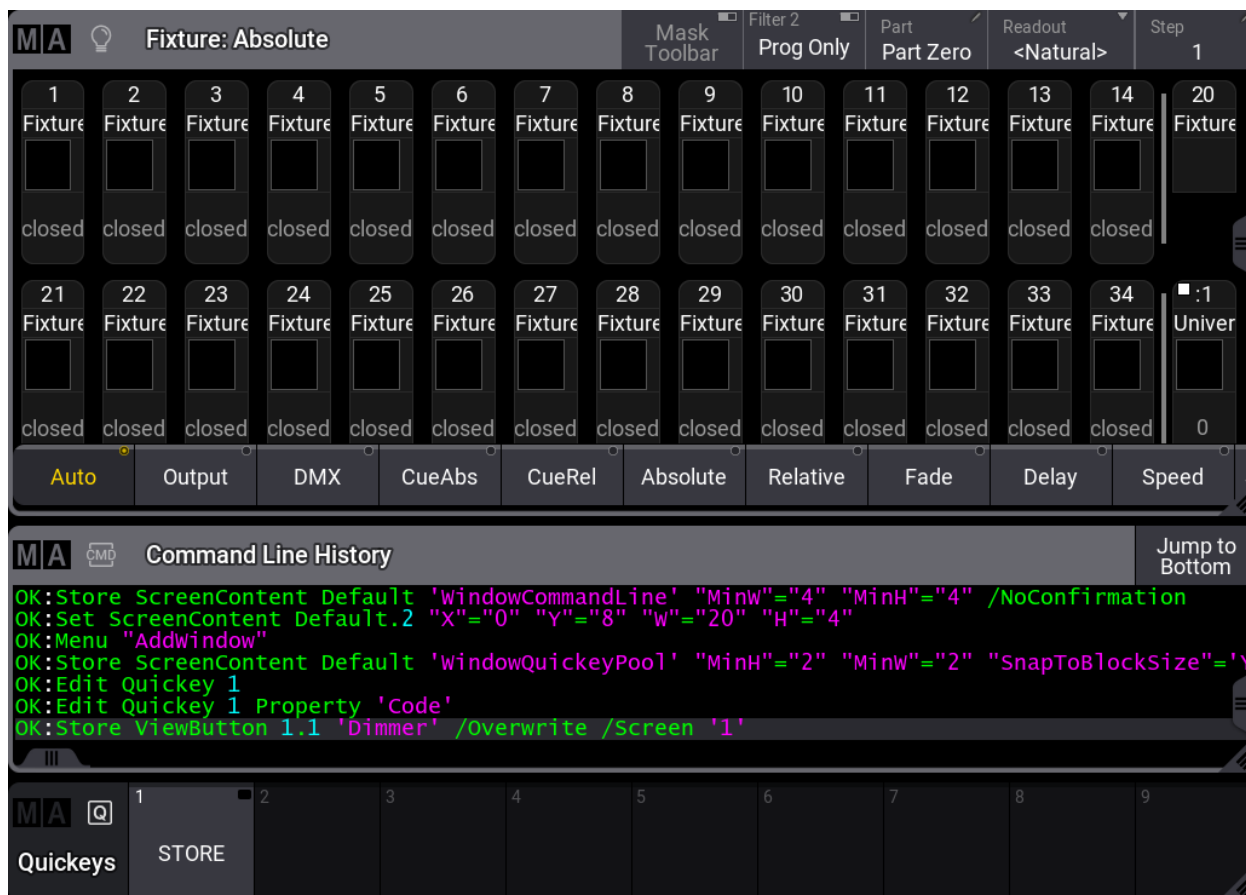 MA Fixture: Absolute Mask Toolbar Filter 2 Prog Only Part Part Zero Readout <Natural> Step 1
1 2 3 4 5 6 7 8 9 10 11 12 13 14 20
Fixture Fixture Fixture Fixture Fixture Fixture Fixture Fixture Fixture Fixture Fixture Fixture Fixture Fixture Fixture
closed closed closed closed closed closed closed closed closed closed closed closed closed closed
21 22 23 24 25 26 27 28 29 30 31 32 33 34 :1
Fixture Fixture Fixture Fixture Fixture Fixture Fixture Fixture Fixture Fixture Fixture Fixture Fixture Fixture Univer
closed closed closed closed closed closed closed closed closed closed closed closed closed closed 0
Auto Output DMX CueAbs CueRel Absolute Relative Fade Delay Speed
MA CMD Command Line History Jump to Bottom
OK:Store ScreenContent Default 'WindowCommandLine' "MinW"="4" "MinH"="4" /NoConfirmation
OK:Set ScreenContent Default.2 "X"="0" "Y"="8" "W"="20" "H"="4"
OK:Menu "AddWindow"
OK:Store ScreenContent Default 'WindowQuickeyPool' "MinH"="2" "MinW"="2" "SnapToBlockSize"='Y
OK:Edit Quickey 1
OK:Edit Quickey 1 Property 'Code'
OK:Store ViewButton 1.1 'Dimmer' /Overwrite /Screen '1'
MA Q 1 2 3 4 5 6 7 8 9
Quickeys STORE